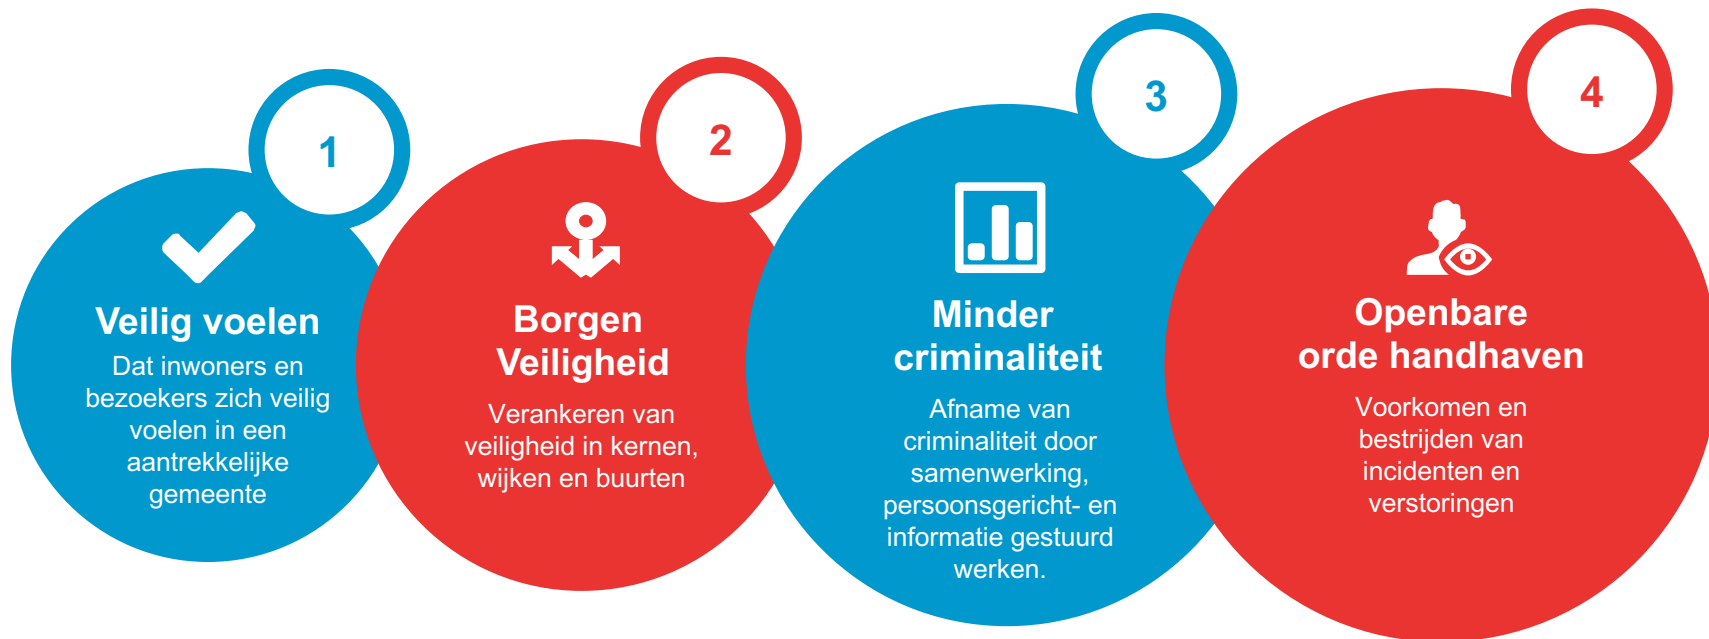 1
Veilig voelen
Dat inwoners en
bezoekers zich veilig
voelen in een
aantrekkelijke
gemeente
2
Borgen
Veiligheid
Verankeren van
veiligheid in kernen,
wijken en buurten
3
Minder
criminaliteit
Afname van
criminaliteit door
samenwerking,
persoonsgericht- en
informatie gestuurd
werken.
4
Openbare
orde handhaven
Voorkomen en
bestrijden van
incidenten en
verstoringen